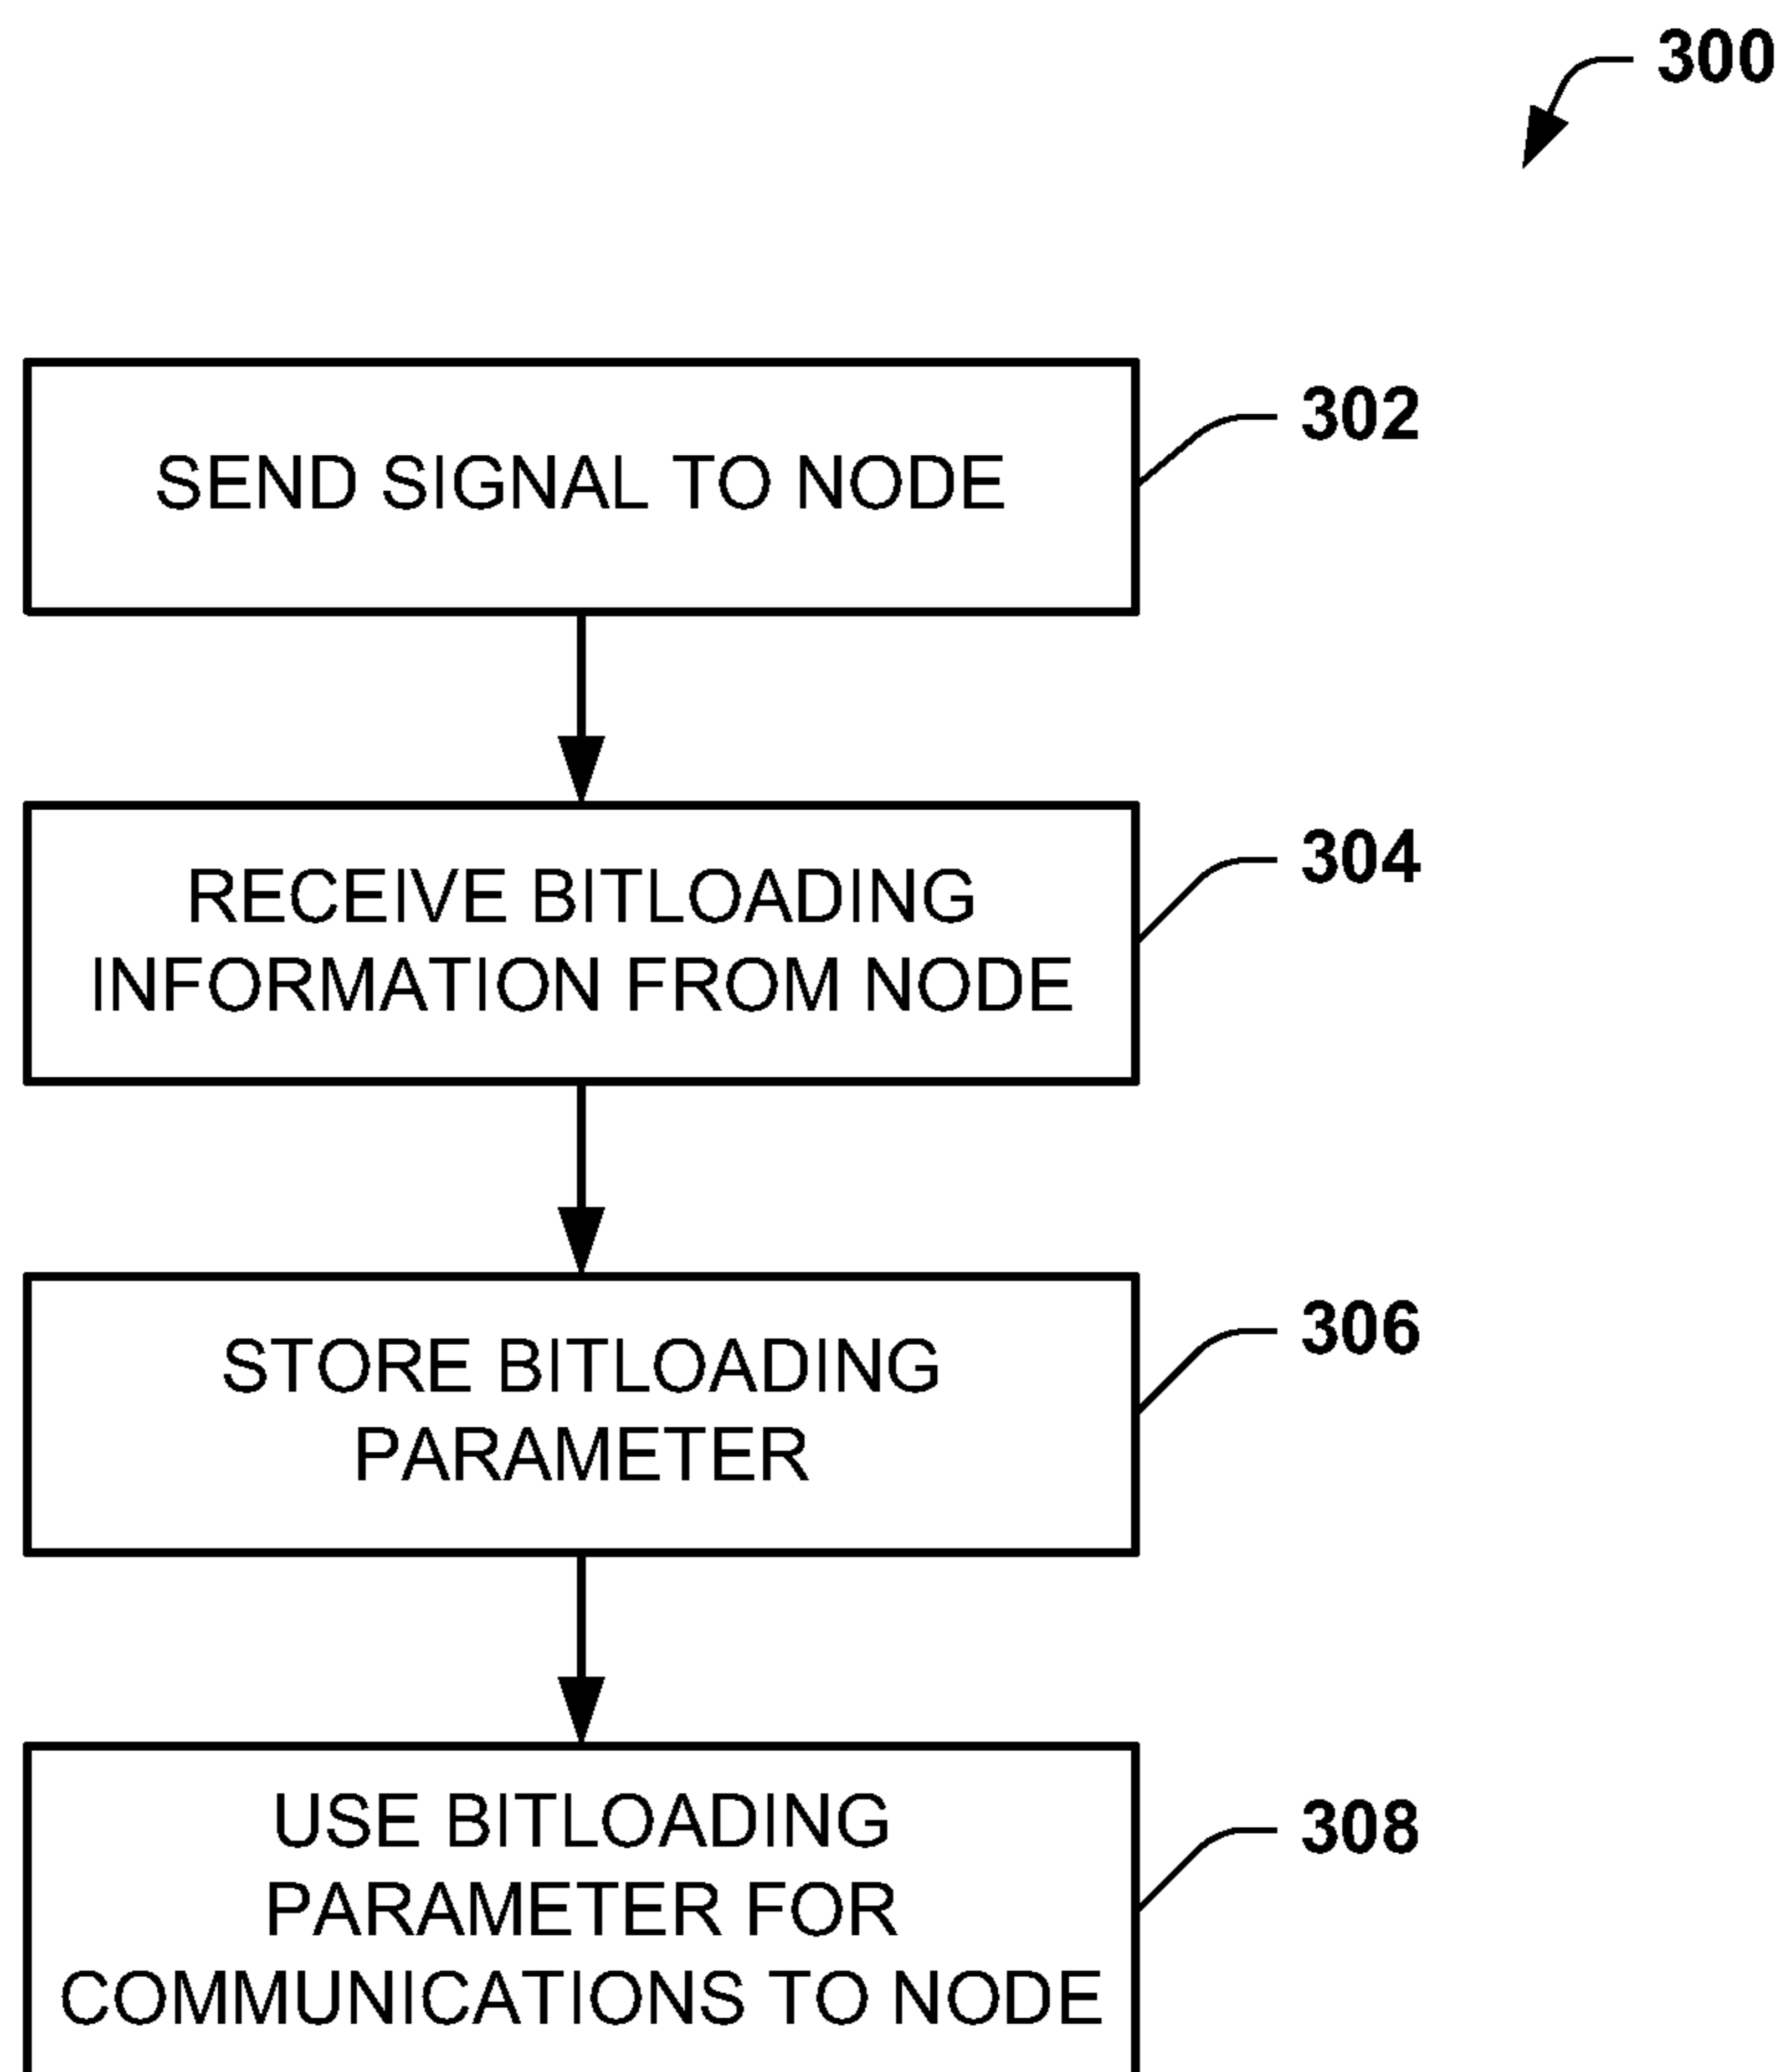 300
SEND SIGNAL TO NODE
302
RECEIVE BITLOADING
INFORMATION FROM NODE
304
STORE BITLOADING
PARAMETER
306
USE BITLOADING
PARAMETER FOR
COMMUNICATIONS TO NODE
308